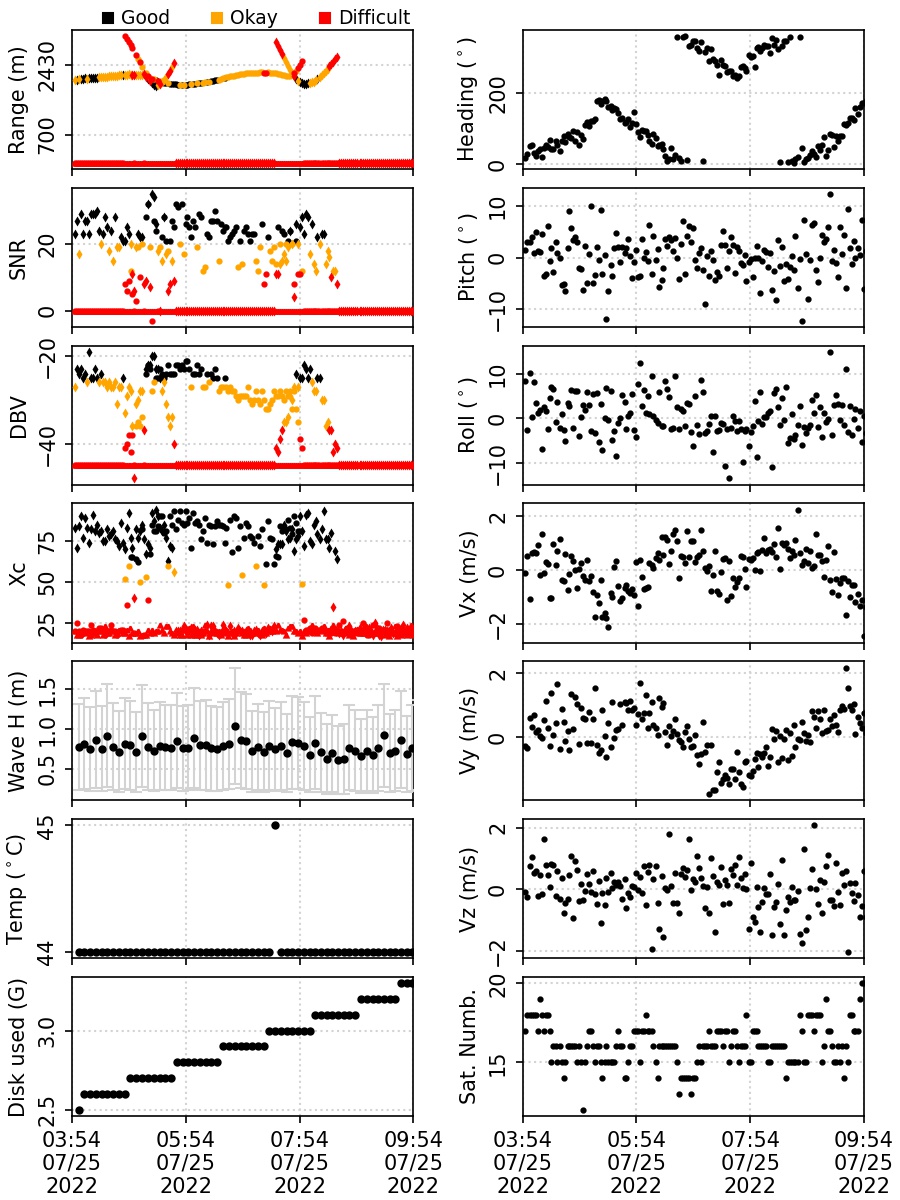 Good Okay Difficult
Range (m)
2430
700
Heading (°)
200
0
SNR
20
0
Pitch (°)
10
0
−10
DBV
−20
−40
Roll (°)
10
0
−10
Xc
75
50
25
Vx (m/s)
2
0
−2
Wave H (m)
1.5
1.0
0.5
Vy (m/s)
2
0
Temp (°C)
45
44
Vz (m/s)
2
0
−2
Disk used (G)
3.0
2.5
Sat. Numb.
20
15
03:54 05:54 07:54 09:54
07/25 07/25 07/25 07/25
2022 2022 2022 2022
03:54 05:54 07:54 09:54
07/25 07/25 07/25 07/25
2022 2022 2022 2022